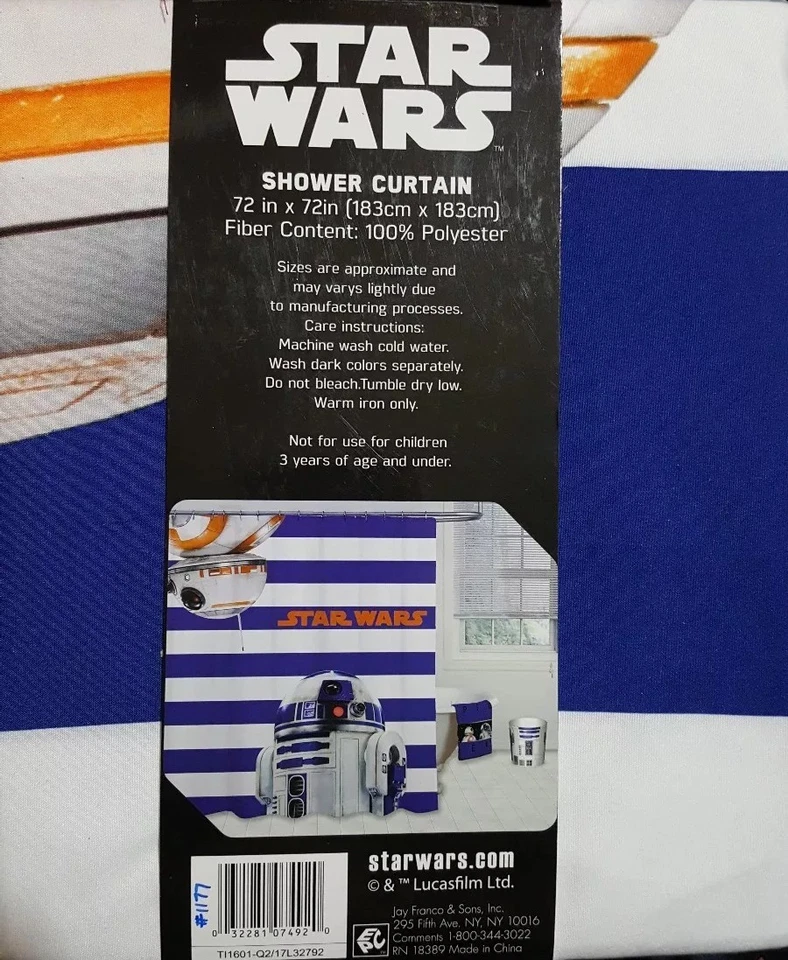 STAR
WARS
TM
SHOWER CURTAIN
72 in x 72in (183cm x 183cm)
Fiber Content: 100% Polyester
Sizes are approximate and
may varys lightly due
to manufacturing processes.
Care instructions:
Machine wash cold water.
Wash dark colors separately.
Do not bleach.Tumble dry low.
Warm iron only.
Not for use for children
3 years of age and under.
STAR WARS
#1177
0 32281 07492 0
TI1601-Q2/17L32792
starwars.com
© & ™ Lucasfilm Ltd.
EPC
Jay Franco & Sons, Inc.
295 Fifth Ave. NY, NY 10016
Comments 1-800-344-3022
RN 18389 Made in China